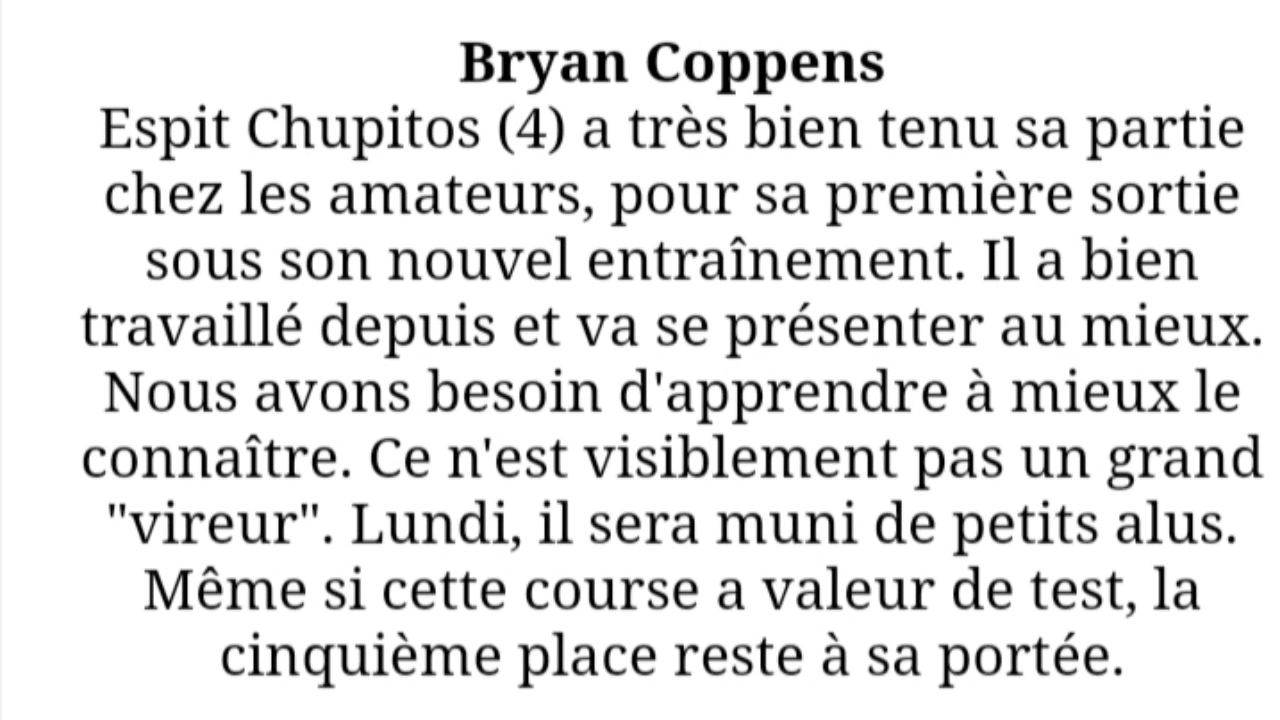 Bryan Coppens
Espit Chupitos (4) a très bien tenu sa partie
chez les amateurs, pour sa première sortie
sous son nouvel entraînement. Il a bien
travaillé depuis et va se présenter au mieux.
Nous avons besoin d'apprendre à mieux le
connaître. Ce n'est visiblement pas un grand
"vireur". Lundi, il sera muni de petits alus.
Même si cette course a valeur de test, la
cinquième place reste à sa portée.